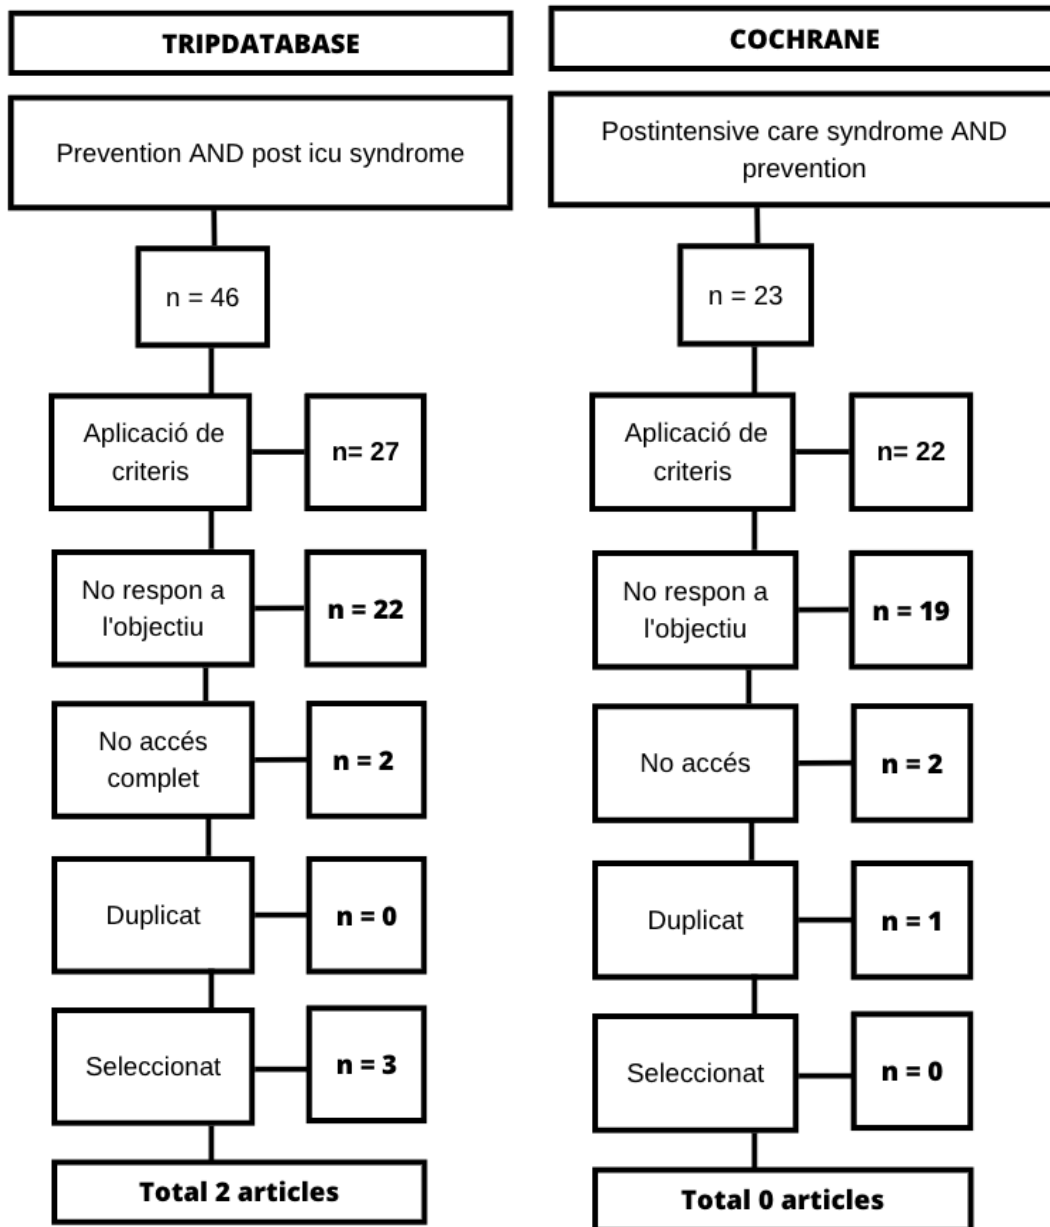 TRIPDATABASE
Prevention AND post icu syndrome
n = 46
Aplicació de
criteris
n= 27
No respon a
l'objectiu
n = 22
No accés
complet
n = 2
Duplicat
n = 0
Seleccionat
n = 3
Total 2 articles
COCHRANE
Postintensive care syndrome AND
prevention
n = 23
Aplicació de
criteris
n= 22
No respon a
l'objectiu
n = 19
No accés
n = 2
Duplicat
n = 1
Seleccionat
n = 0
Total 0 articles